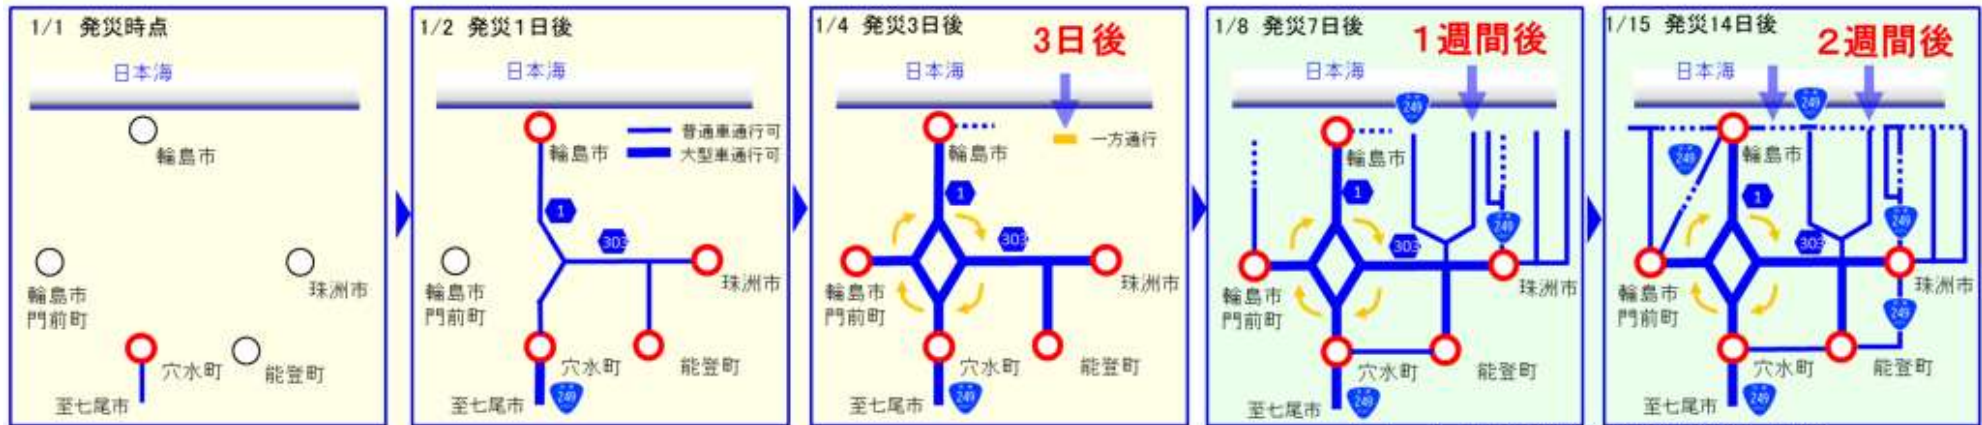 1/1 発災時点
日本海
輪島市
輪島市
門前町
珠洲市
穴水町
能登町
至七尾市
1/2 発災1日後
日本海
普通車通行可
大型車通行可
輪島市
1
303
珠洲市
輪島市
門前町
穴水町
能登町
至七尾市
249
1/4 発災3日後
3日後
日本海
一方通行
輪島市
1
303
珠洲市
輪島市
門前町
穴水町
能登町
至七尾市
249
1/8 発災7日後
1週間後
日本海
249
輪島市
1
249
303
珠洲市
輪島市
門前町
穴水町
能登町
至七尾市
249
1/15 発災14日後
2週間後
日本海
249
249
輪島市
1
249
303
珠洲市
輪島市
門前町
249
穴水町
能登町
至七尾市
249